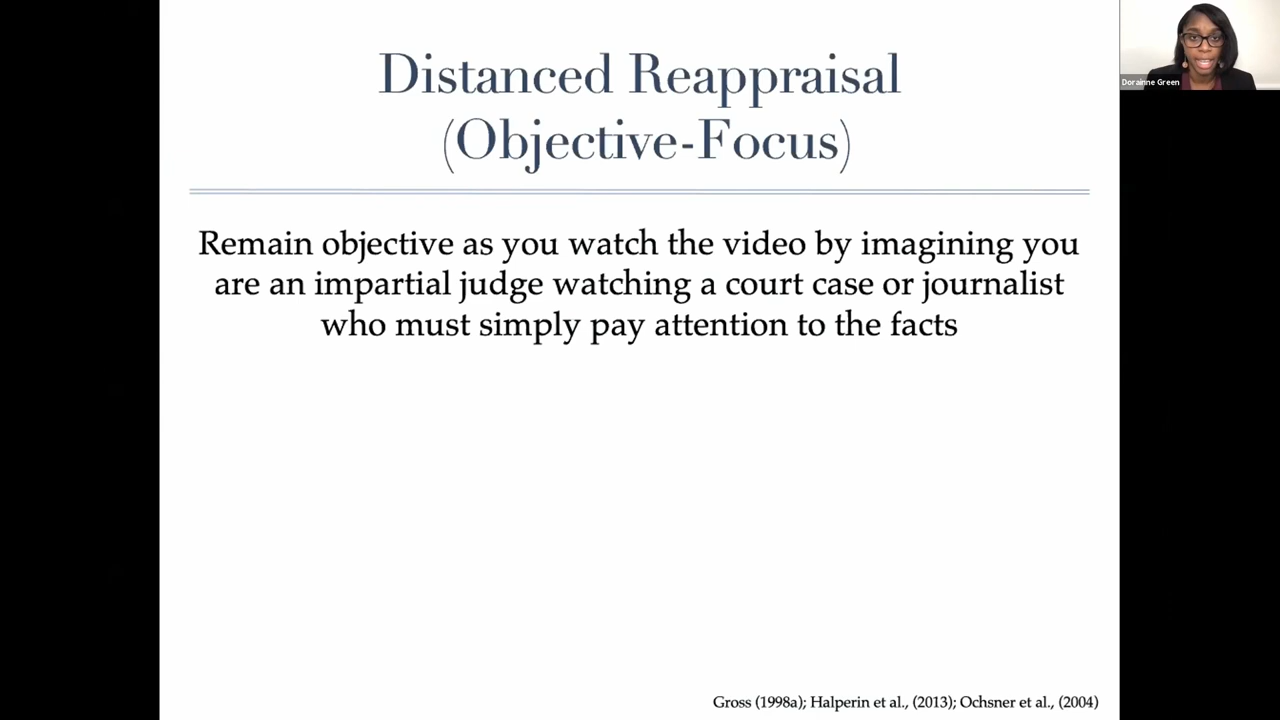 Distanced Reappraisal
(Objective-Focus)
Remain objective as you watch the video by imagining you
are an impartial judge watching a court case or journalist
who must simply pay attention to the facts
Gross (1998a); Halperin et al., (2013); Ochsner et al., (2004)
Dorainne Green